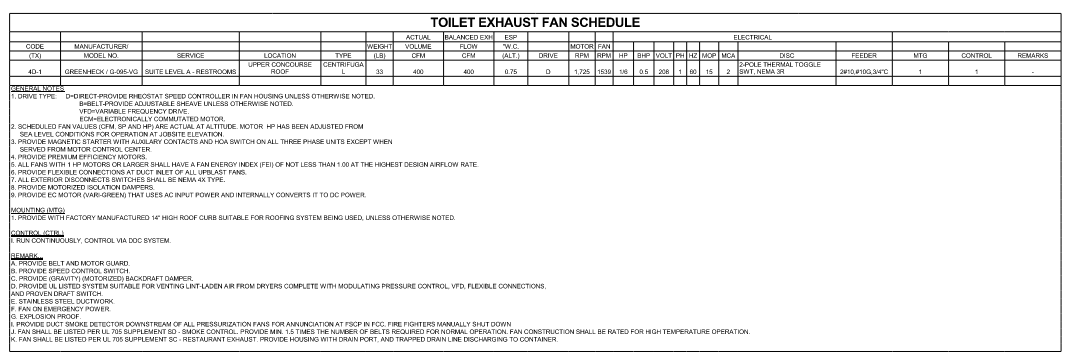 TOILET EXHAUST FAN SCHEDULE
ACTUAL BALANCED EXH ESP ELECTRICAL
CODE MANUFACTURER/ WEIGHT VOLUME FLOW "W.C. MOTOR FAN
(TX) MODEL NO. SERVICE LOCATION TYPE (LB) CFM CFM (ALT.) DRIVE RPM RPM HP BHP VOLT PH HZ MOP MCA DISC FEEDER MTG CONTROL REMARKS
4D-1 GREENHECK / G-095-VG SUITE LEVEL A - RESTROOMS UPPER CONCOURSE ROOF CENTRIFUGAL 33 400 400 0.75 D 1,725 1539 1/6 0.5 208 1 60 15 2 2-POLE THERMAL TOGGLE SWT, NEMA 3R 2#10,#10G,3/4"C 1 1 -
GENERAL NOTES
1. DRIVE TYPE: D=DIRECT-PROVIDE RHEOSTAT SPEED CONTROLLER IN FAN HOUSING UNLESS OTHERWISE NOTED.
B=BELT-PROVIDE ADJUSTABLE SHEAVE UNLESS OTHERWISE NOTED.
VFD=VARIABLE FREQUENCY DRIVE.
ECM=ELECTRONICALLY COMMUTATED MOTOR.
2. SCHEDULED FAN VALUES (CFM, SP AND HP) ARE ACTUAL AT ALTITUDE. MOTOR HP HAS BEEN ADJUSTED FROM
SEA LEVEL CONDITIONS FOR OPERATION AT JOBSITE ELEVATION.
3. PROVIDE MAGNETIC STARTER WITH AUXILARY CONTACTS AND HOA SWITCH ON ALL THREE PHASE UNITS EXCEPT WHEN
SERVED FROM MOTOR CONTROL CENTER.
4. PROVIDE PREMIUM EFFICIENCY MOTORS.
5. ALL FANS WITH 1 HP MOTORS OR LARGER SHALL HAVE A FAN ENERGY INDEX (FEI) OF NOT LESS THAN 1.00 AT THE HIGHEST DESIGN AIRFLOW RATE.
6. PROVIDE FLEXIBLE CONNECTIONS AT DUCT INLET OF ALL UPBLAST FANS.
7. ALL EXTERIOR DISCONNECTS SWITCHES SHALL BE NEMA 4X TYPE.
8. PROVIDE MOTORIZED ISOLATION DAMPERS.
9. PROVIDE EC MOTOR (VARI-GREEN) THAT USES AC INPUT POWER AND INTERNALLY CONVERTS IT TO DC POWER.
MOUNTING (MTG)
1. PROVIDE WITH FACTORY MANUFACTURED 14" HIGH ROOF CURB SUITABLE FOR ROOFING SYSTEM BEING USED, UNLESS OTHERWISE NOTED.
CONTROL (CTRL)
I. RUN CONTINUOUSLY, CONTROL VIA DDC SYSTEM.
REMARK...
A. PROVIDE BELT AND MOTOR GUARD.
B. PROVIDE SPEED CONTROL SWITCH.
C. PROVIDE (GRAVITY) (MOTORIZED) BACKDRAFT DAMPER.
D. PROVIDE UL LISTED SYSTEM SUITABLE FOR VENTING LINT-LADEN AIR FROM DRYERS COMPLETE WITH MODULATING PRESSURE CONTROL, VFD, FLEXIBLE CONNECTIONS,
AND PROVEN DRAFT SWITCH.
E. STAINLESS STEEL DUCTWORK.
F. FAN ON EMERGENCY POWER.
G. EXPLOSION PROOF.
I. PROVIDE DUCT SMOKE DETECTOR DOWNSTREAM OF ALL PRESSURIZATION FANS FOR ANNUNCIATION AT FSCP IN FCC. FIRE FIGHTERS MANUALLY SHUT DOWN
J. FAN SHALL BE LISTED PER UL 705 SUPPLEMENT SD - SMOKE CONTROL. PROVIDE MIN. 1.5 TIMES THE NUMBER OF BELTS REQUIRED FOR NORMAL OPERATION. FAN CONSTRUCTION SHALL BE RATED FOR HIGH TEMPERATURE OPERATION.
K. FAN SHALL BE LISTED PER UL 705 SUPPLEMENT SC - RESTAURANT EXHAUST. PROVIDE HOUSING WITH DRAIN PORT, AND TRAPPED DRAIN LINE DISCHARGING TO CONTAINER.